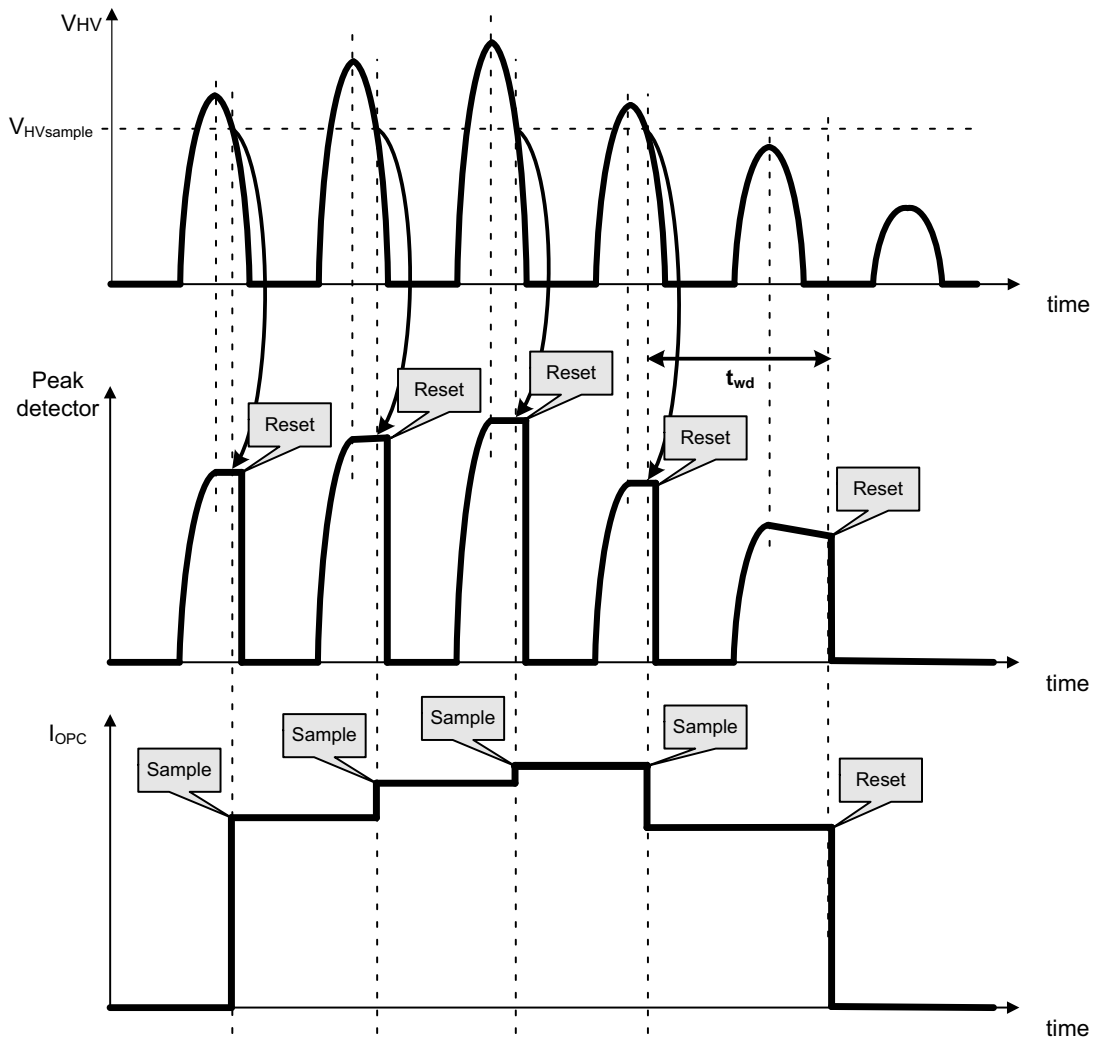 VHV
VHVsample
time
Peak
detector
Reset
Reset
Reset
Reset
twd
Reset
time
IOPC
Sample
Sample
Sample
Sample
Reset
time